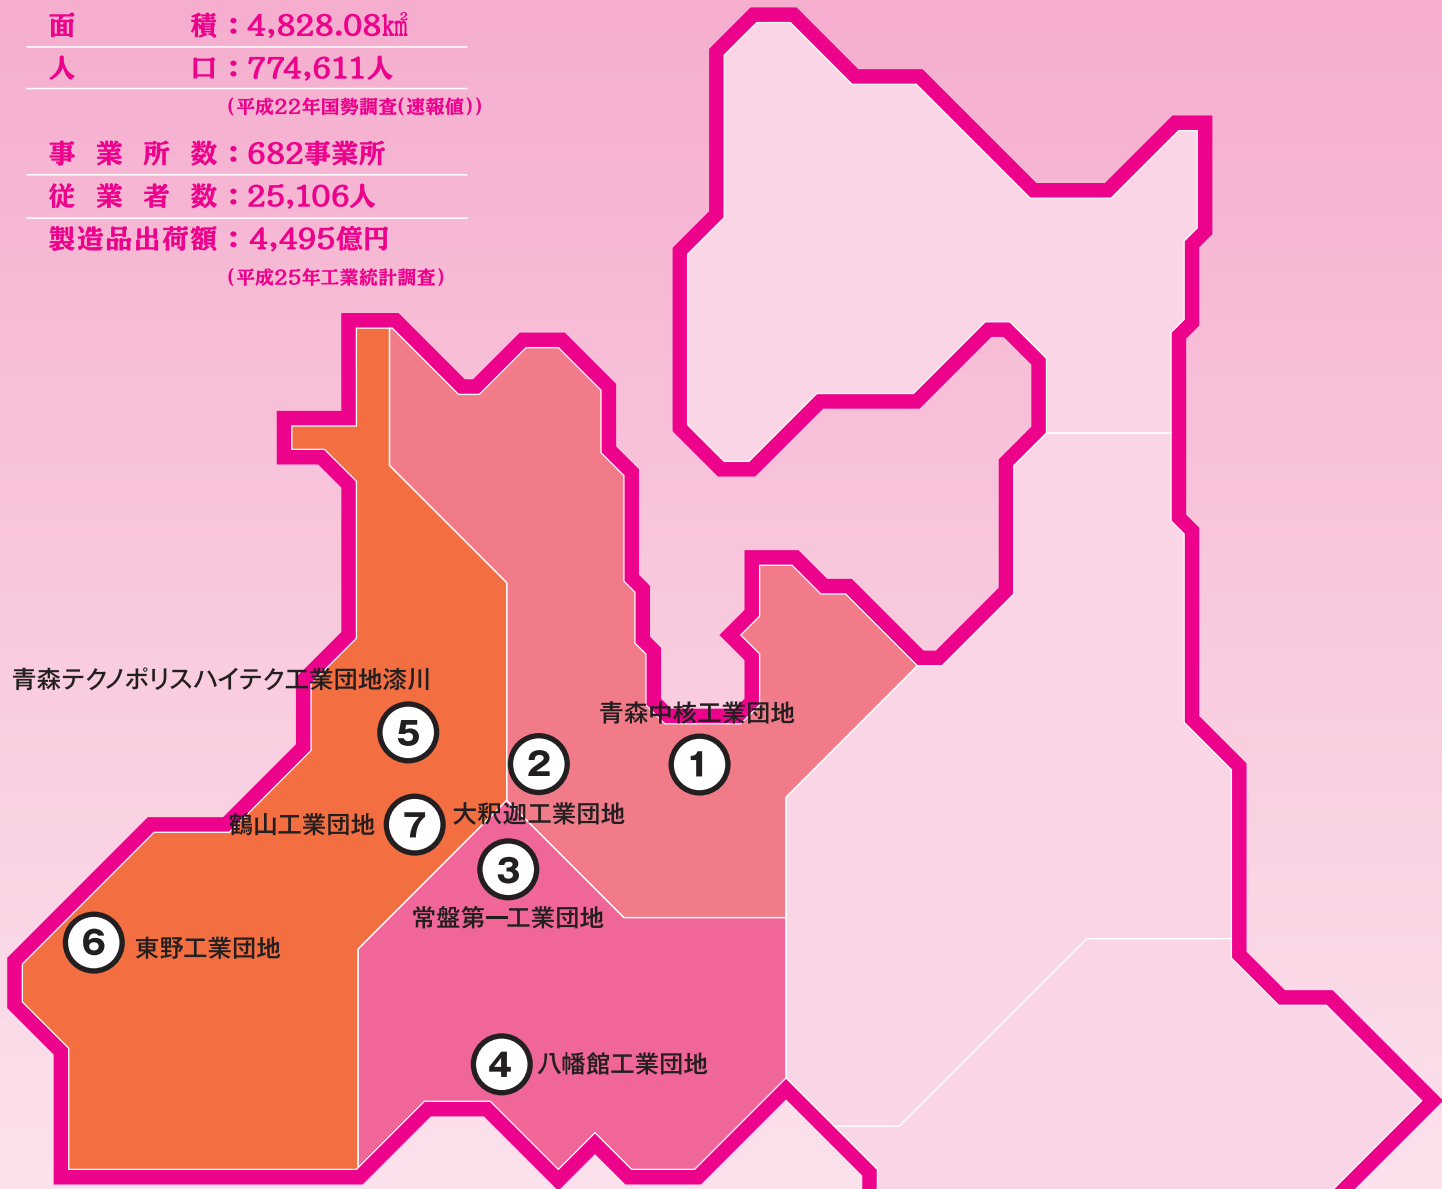 面積：4,828.08㎢
人口：774,611人
(平成22年国勢調査(速報値))
事業所数：682事業所
従業者数：25,106人
製造品出荷額：4,495億円
(平成25年工業統計調査)
青森テクノポリスハイテク工業団地漆川
5
青森中核工業団地
1
2
大釈迦工業団地
鶴山工業団地
7
3
常盤第一工業団地
6
東野工業団地
4
八幡館工業団地